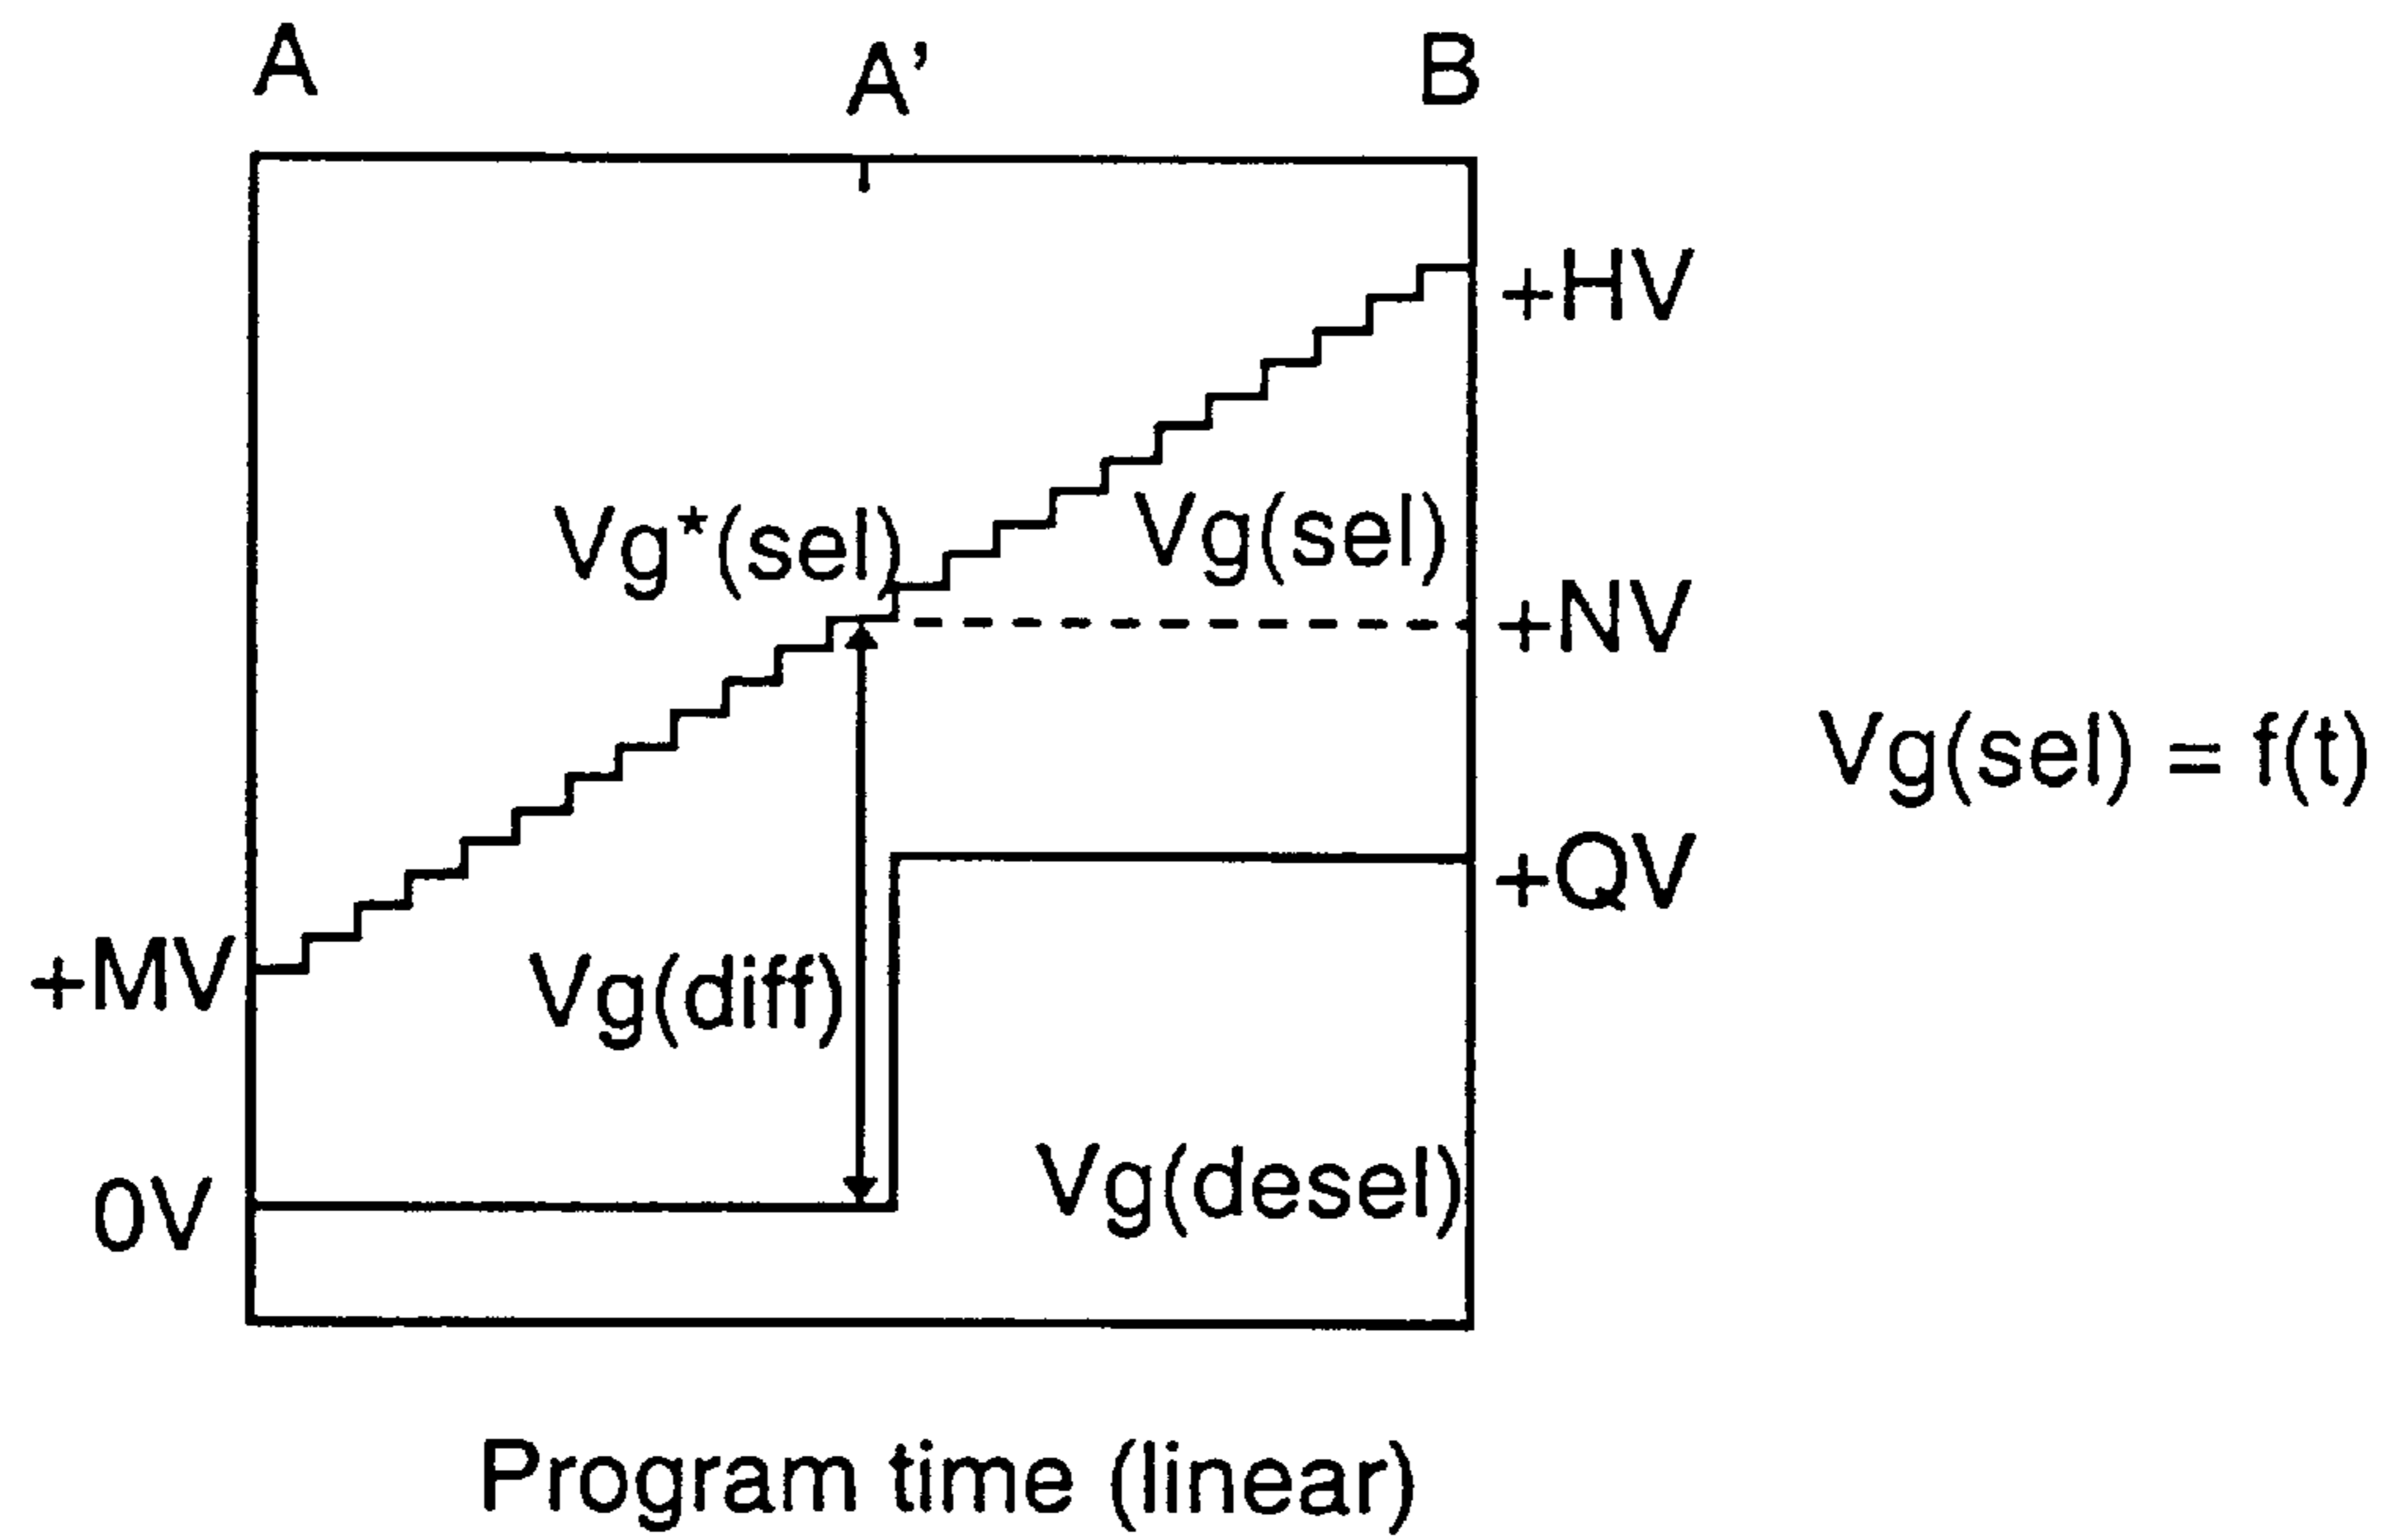 A A’ B
+HV
Vg*(sel) Vg(sel)
+NV
Vg(sel) = f(t)
+QV
+MV
Vg(diff)
0V
Vg(desel)
Program time (linear)